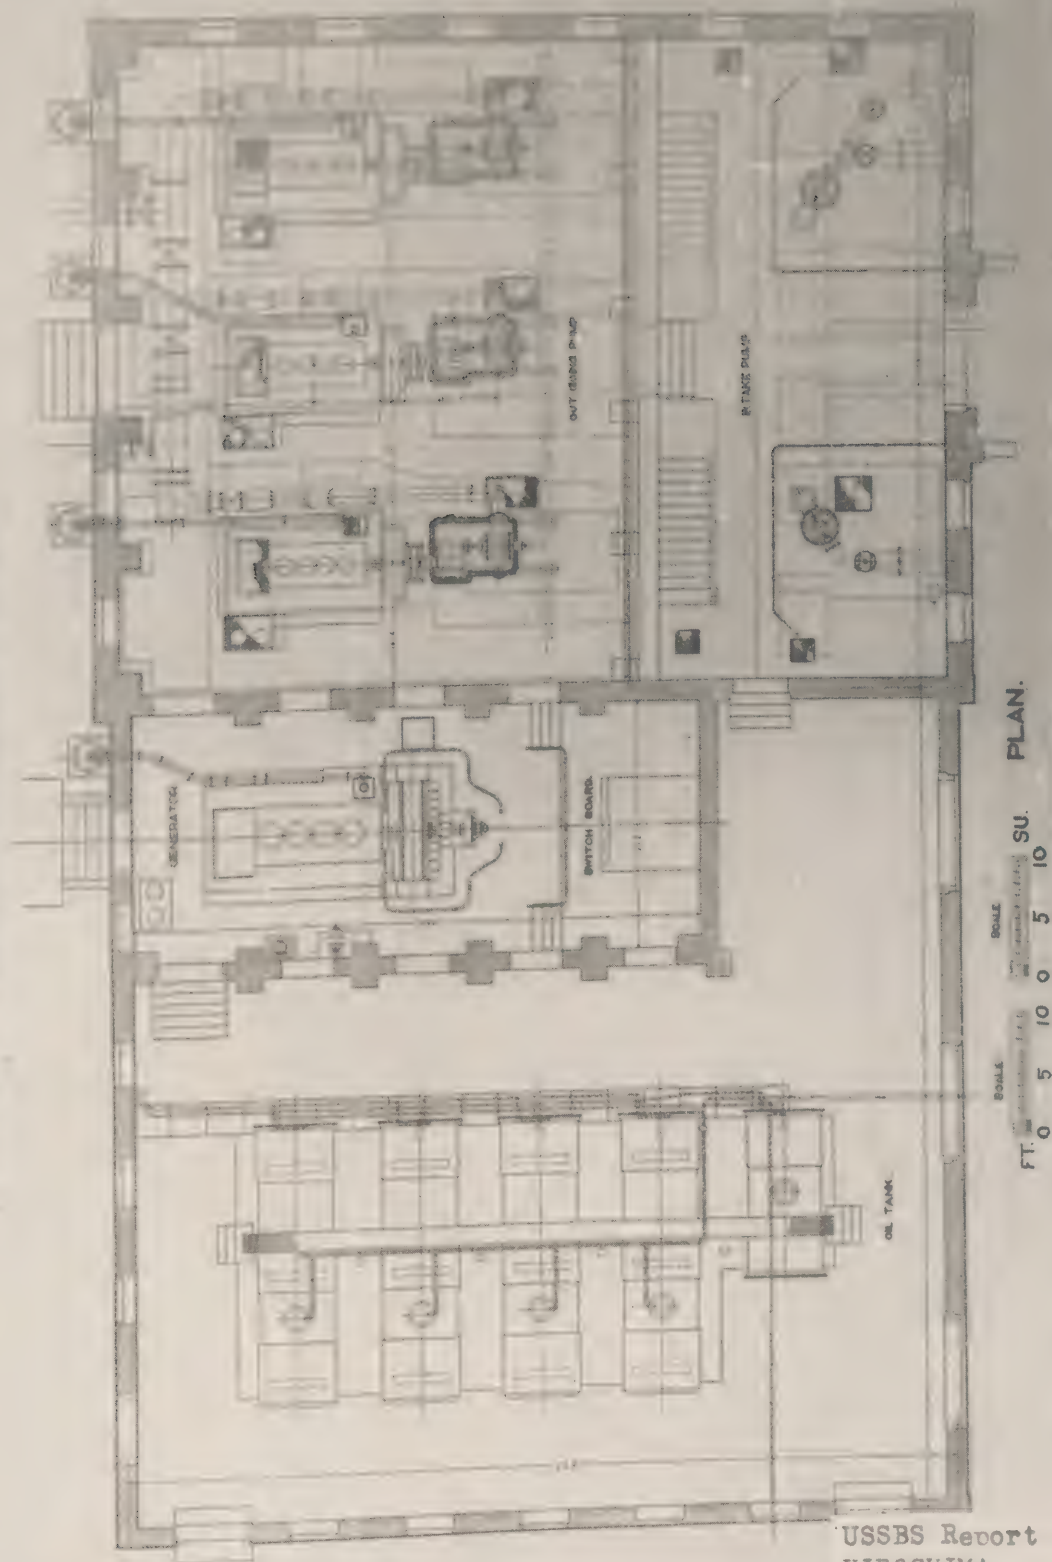 OUT GOING PUMP
INTAKE PUMP
GENERATOR
SWITCH BOARD.
OIL TANK.
PLAN.
SCALE
SU.
0 5 10
SCALE
FT.
0 5 10
USSBS Report
HIROSHIMA